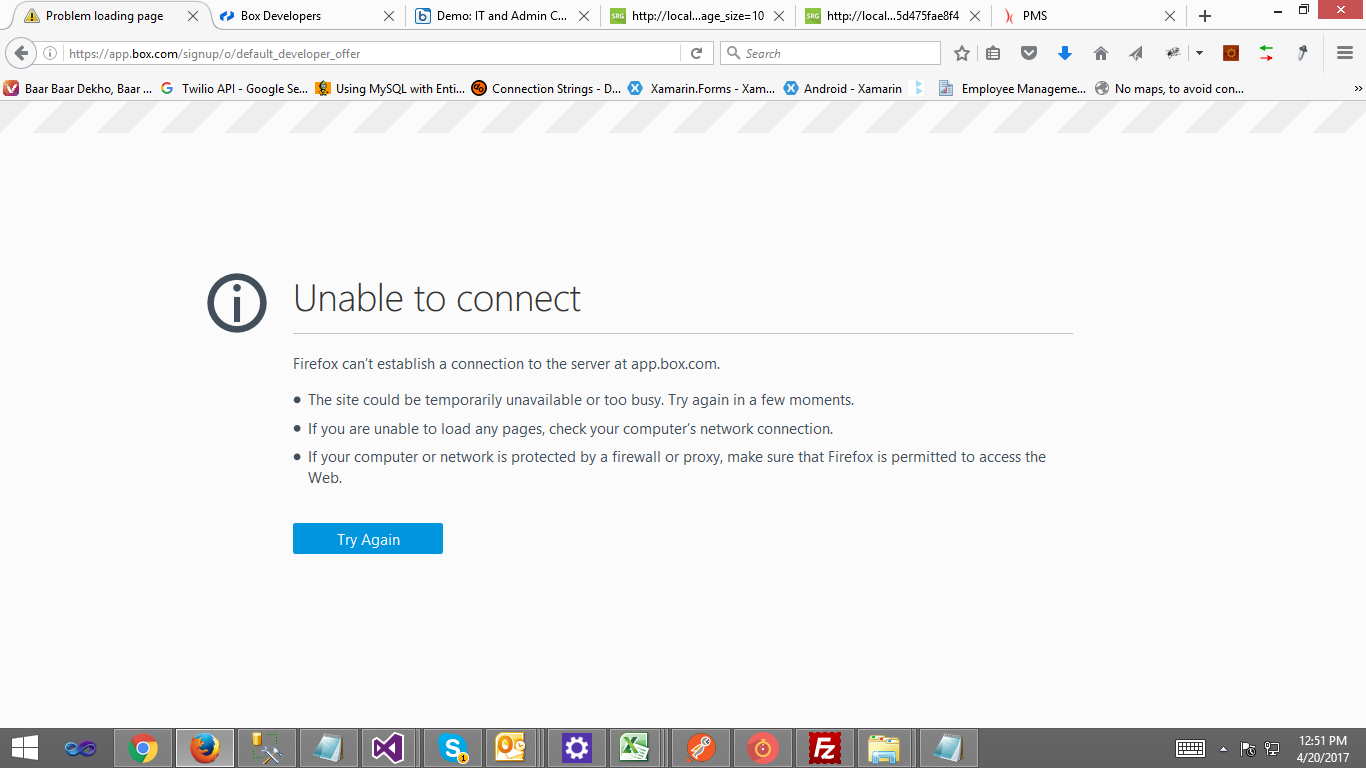 Problem loading page
Box Developers
Demo: IT and Admin C...
SRG
http://local...age_size=10
SRG
http://local...5d475fae8f4
PMS
https://app.box.com/signup/o/default_developer_offer
Search
Baar Baar Dekho, Baar ...
Twilio API - Google Se...
Using MySQL with Enti...
Connection Strings - D...
Xamarin.Forms - Xam...
Android - Xamarin
Employee Manageme...
No maps, to avoid con...
Unable to connect
Firefox can't establish a connection to the server at app.box.com.
The site could be temporarily unavailable or too busy. Try again in a few moments.
If you are unable to load any pages, check your computer's network connection.
If your computer or network is protected by a firewall or proxy, make sure that Firefox is permitted to access the
Web.
Try Again
1
12:51 PM
4/20/2017